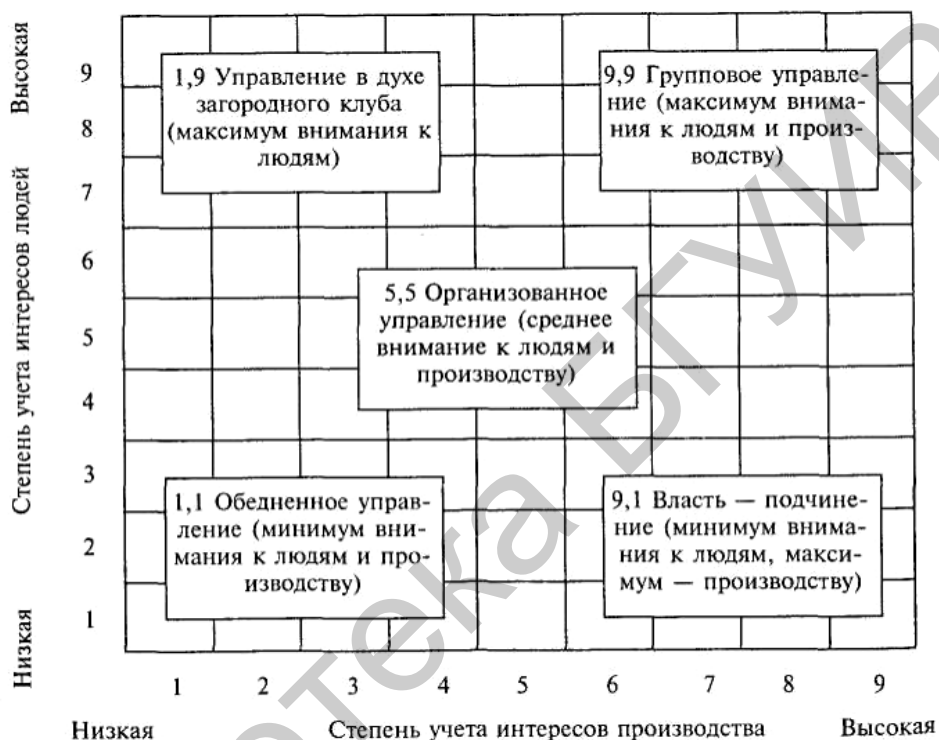 Высокая
Степень учета интересов людей
Низкая
9
8
7
6
5
4
3
2
1
1,9 Управление в духе
загородного клуба
(максимум внимания к
людям)
9,9 Групповое управле-
ние (максимум внима-
ния к людям и произ-
водству)
5,5 Организованное
управление (среднее
внимание к людям и
производству)
1,1 Обедненное управ-
ление (минимум вни-
мания к людям и про-
изводству)
9,1 Власть — подчине-
ние (минимум внима-
ния к людям, макси-
мум — производству)
1 2 3 4 5 6 7 8 9
Низкая Степень учета интересов производства Высокая
БГУИР